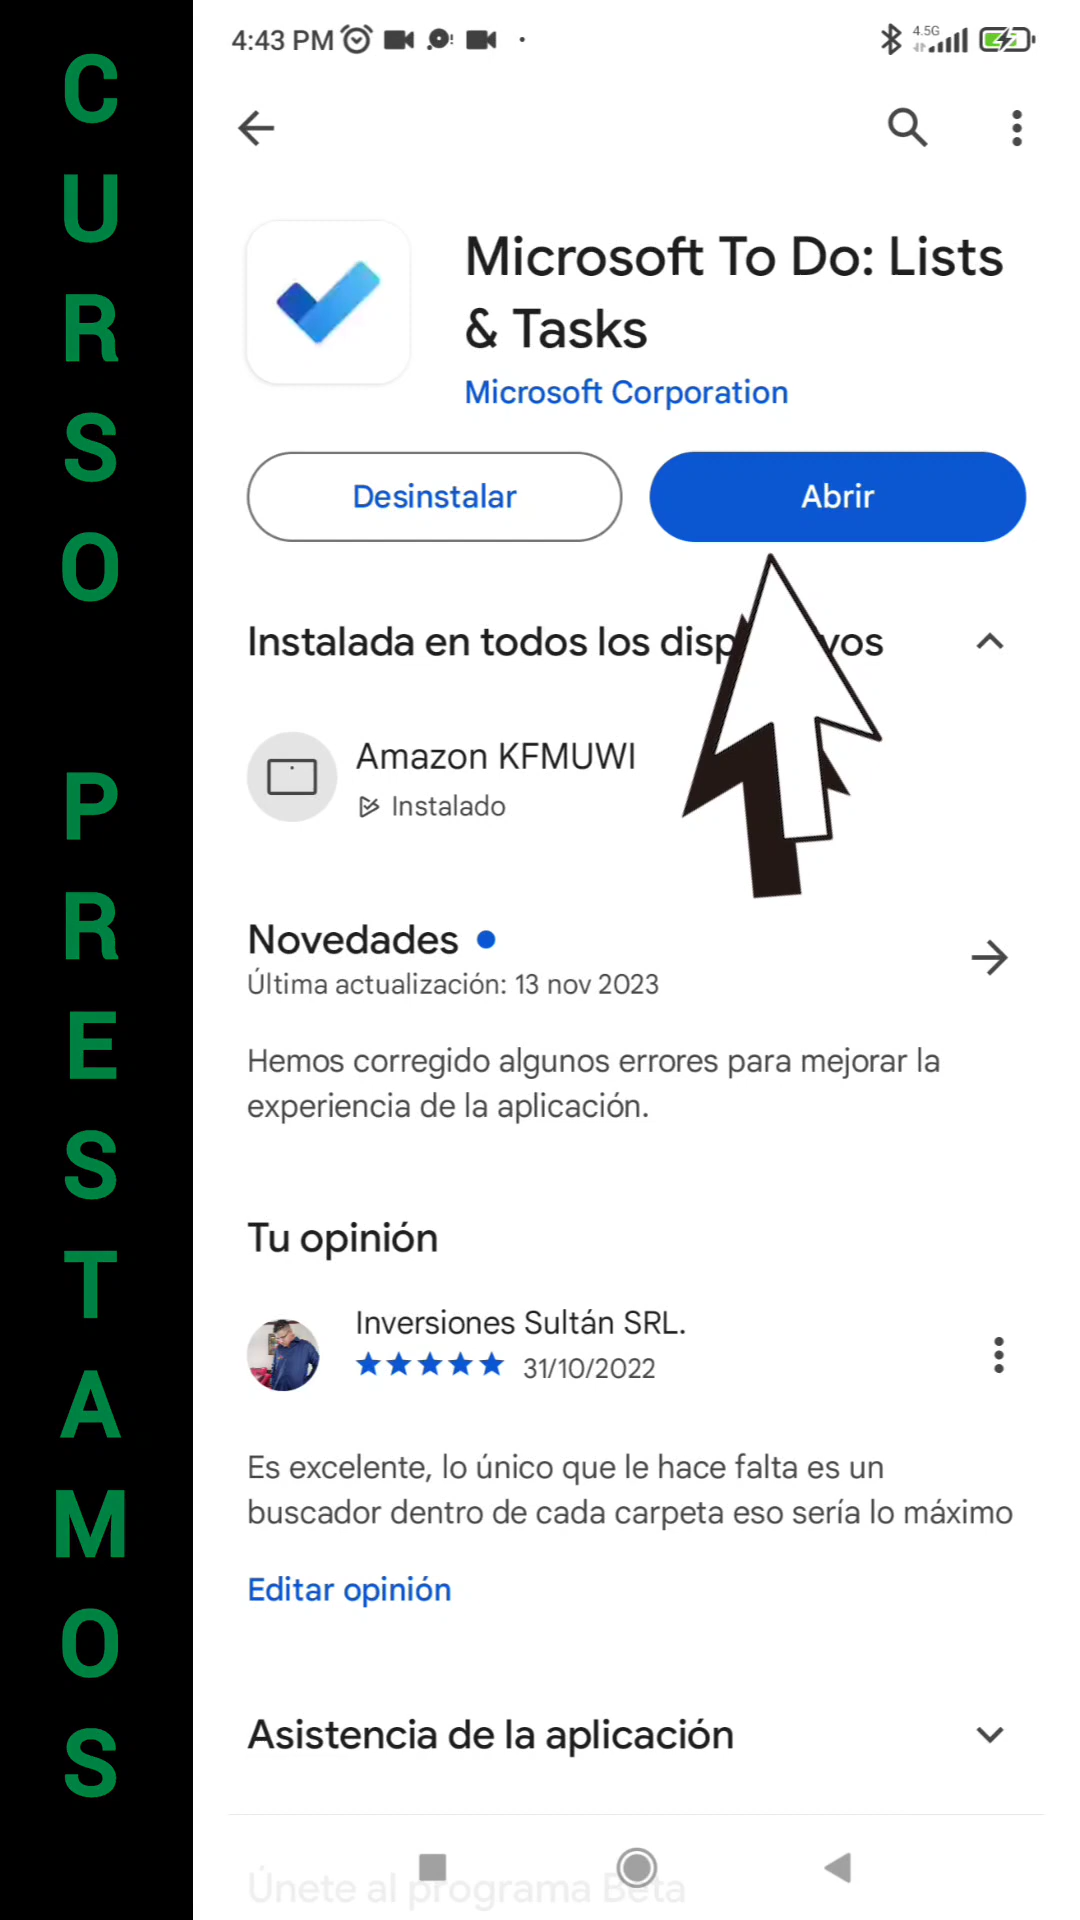 CURSO PRESTAMOS
4:43 PM
4.5G
Microsoft To Do: Lists
& Tasks
Microsoft Corporation
Desinstalar
Abrir
Instalada en todos los disp vos
Amazon KFMUWI
Instalado
Novedades
Última actualización: 13 nov 2023
Hemos corregido algunos errores para mejorar la
experiencia de la aplicación.
Tu opinión
Inversiones Sultán SRL.
31/10/2022
Es excelente, lo único que le hace falta es un
buscador dentro de cada carpeta eso sería lo máximo
Editar opinión
Asistencia de la aplicación
Únete al programa Beta